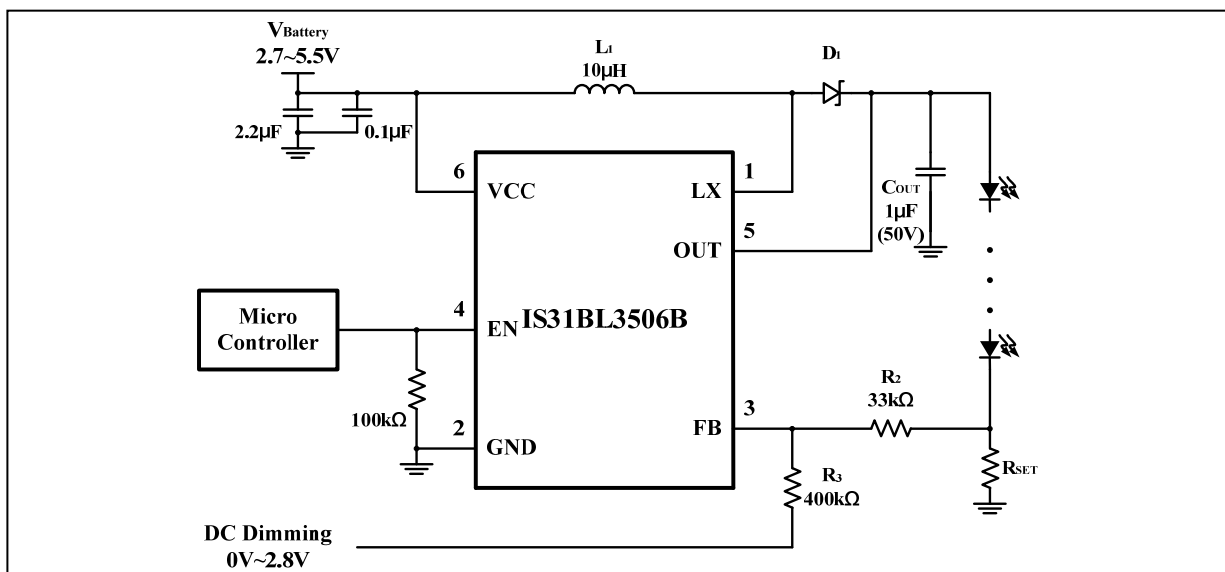 VBattery
2.7~5.5V
L1
10µH
D1
2.2µF
0.1µF
6
VCC
1
LX
COUT
1µF
(50V)
5
OUT
Micro
Controller
4
EN
IS31BL3506B
R2
33kΩ
100kΩ
2
GND
3
FB
RSET
R3
400kΩ
DC Dimming
0V~2.8V